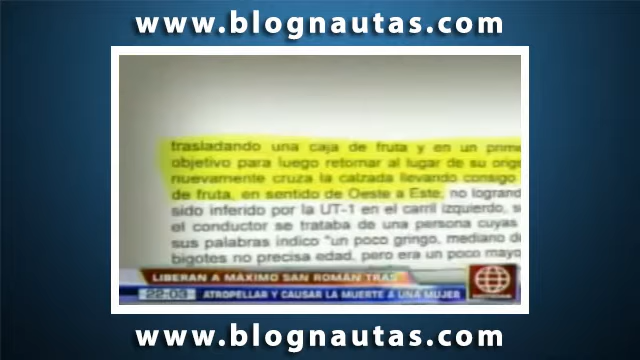 www.blognautas.com
trasladando una caja de fruta y en un prime
objetivo para luego retornar al lugar de su orige
nuevamente cruza la calzada llevando consigo
de fruta, en sentido de Oeste a Este, no logrand
sido inferido por la UT-1 en el carril izquierdo, s
el conductor se trataba de una persona cuyas
sus palabras indico "un poco gringo, mediano de
bigotes no precisa edad, pero era un poco mayo
LIBERAN A MÁXIMO SAN ROMÁN TRAS
22:03 ATROPELLAR Y CAUSAR LA MUERTE A UNA MUJER
www.blognautas.com